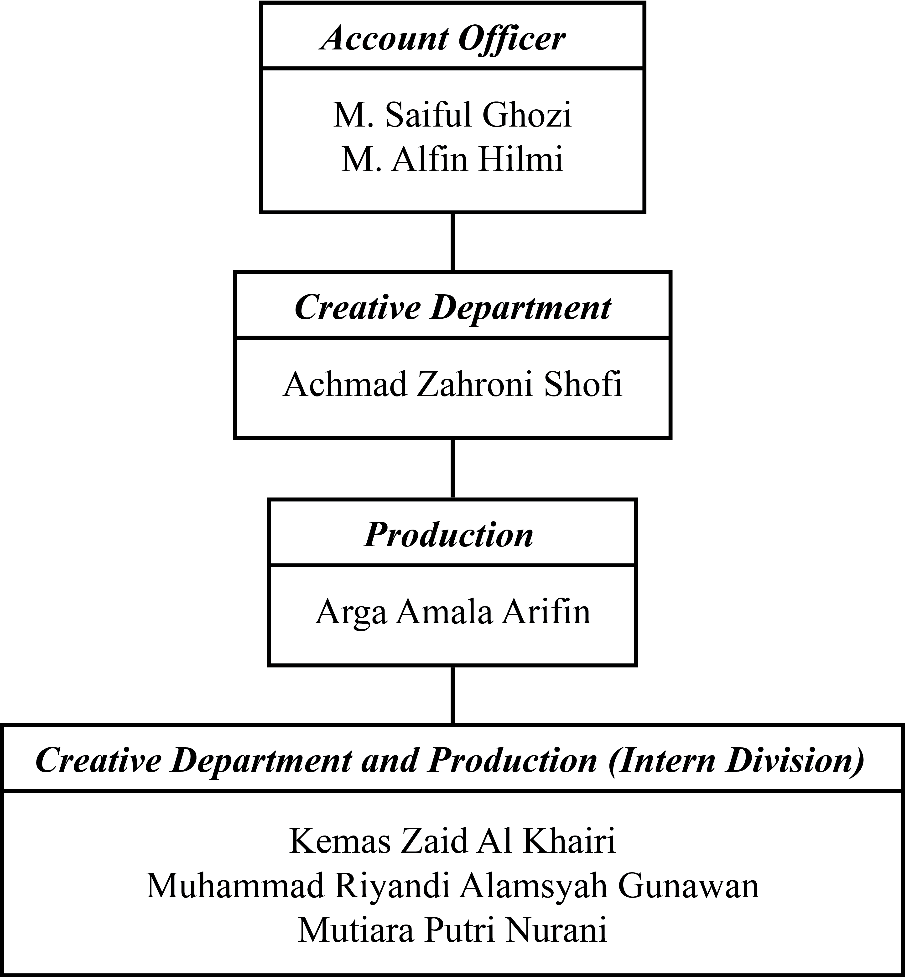 Account Officer
M. Saiful Ghozi
M. Alfin Hilmi
Creative Department
Achmad Zahroni Shofi
Production
Arga Amala Arifin
Creative Department and Production (Intern Division)
Kemas Zaid Al Khairi
Muhammad Riyandi Alamsyah Gunawan
Mutiara Putri Nurani